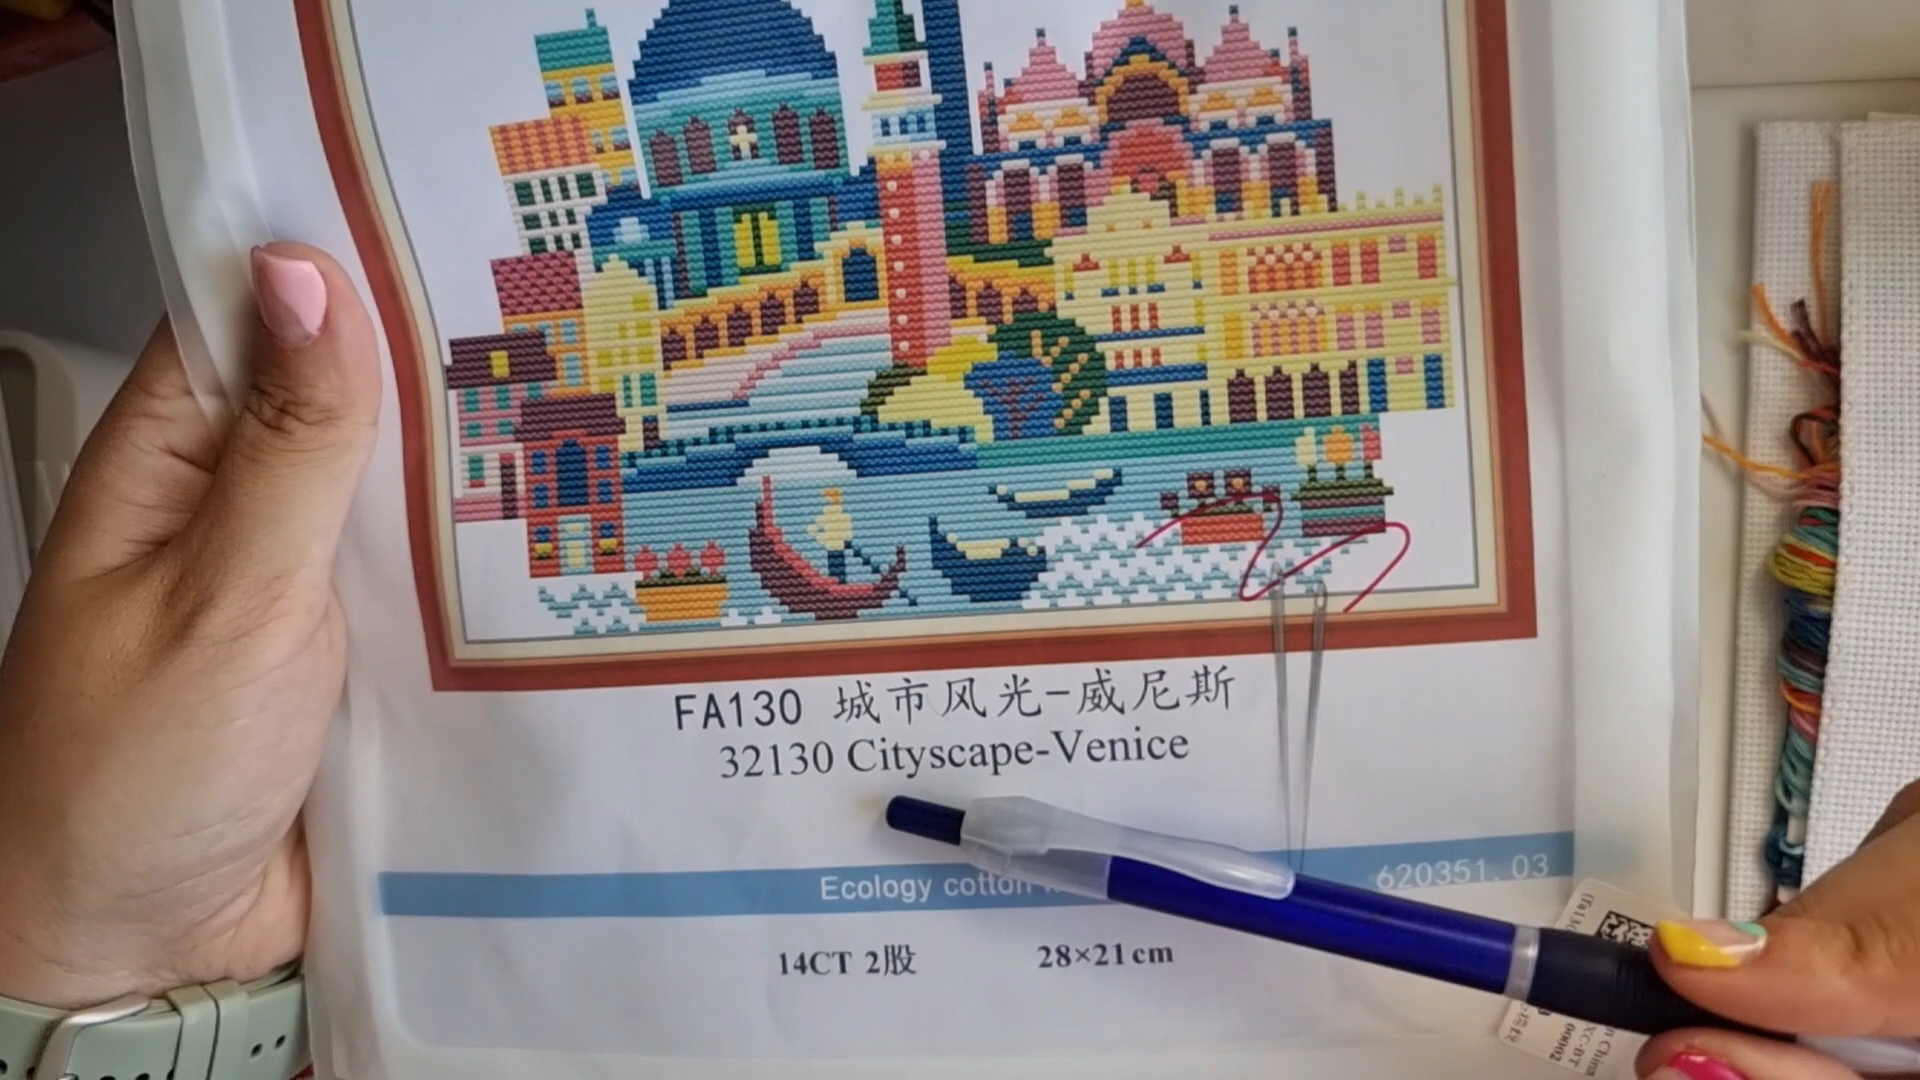 FA130 城市风光-威尼斯
32130 Cityscape-Venice
Ecology cotton
620351.03
14CT 2股
28×21cm